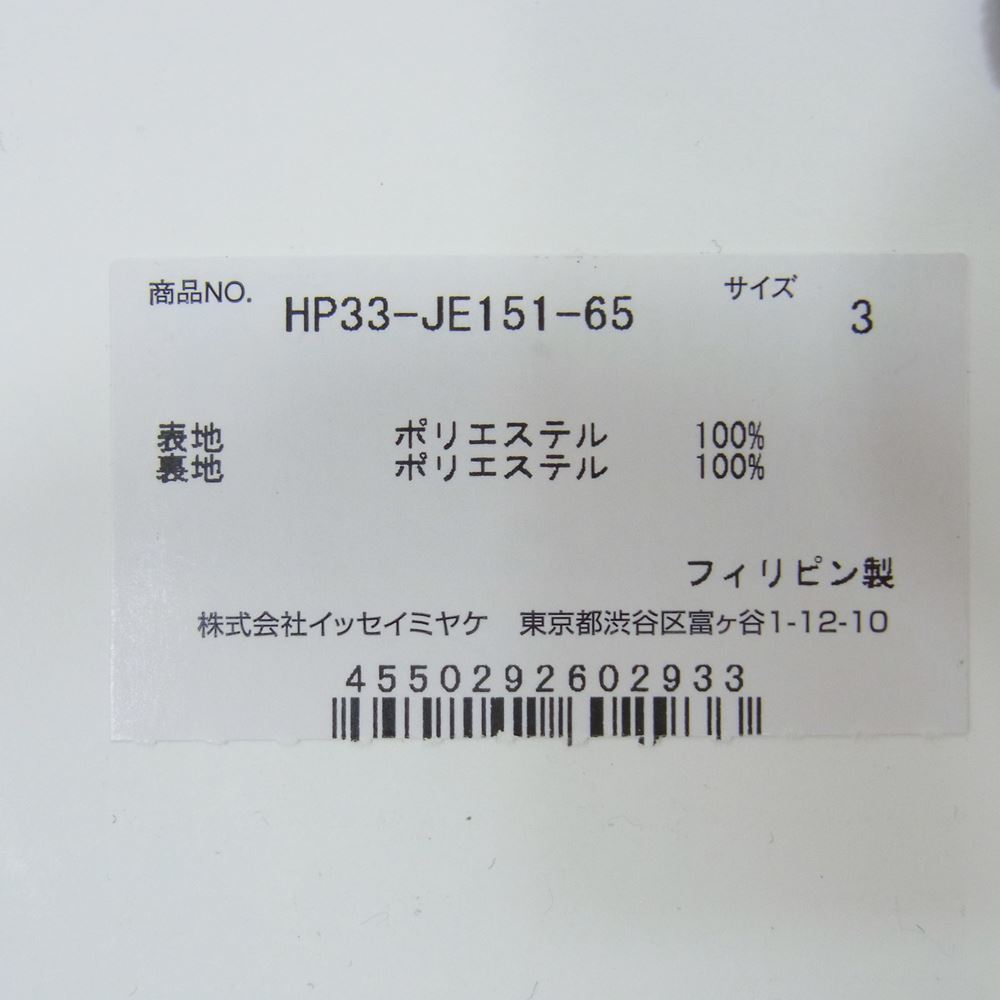 商品NO. HP33-JE151-65 サイズ 3
表地 ポリエステル 100%
裏地 ポリエステル 100%
フィリピン製
株式会社イッセイミヤケ 東京都渋谷区富ヶ谷1-12-10
4550292602933